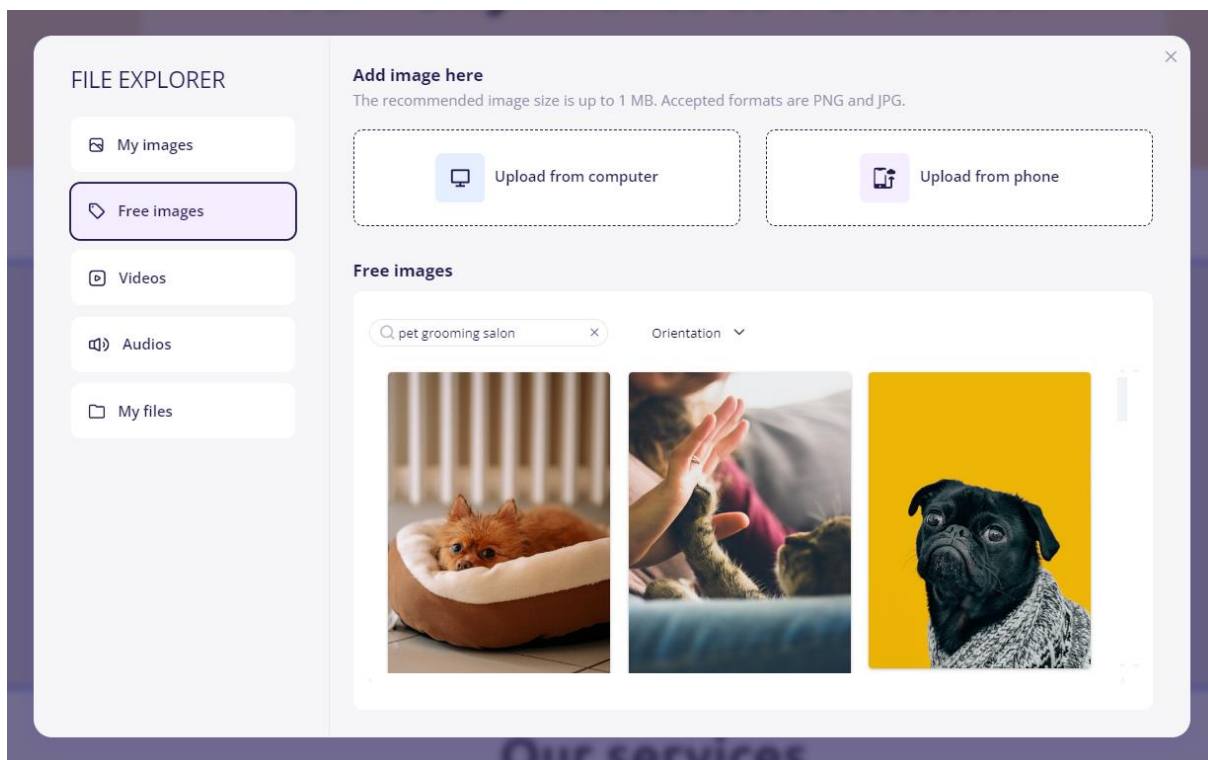 FILE EXPLORER
My images
Free images
Videos
Audios
My files
Add image here
The recommended image size is up to 1 MB. Accepted formats are PNG and JPG.
Upload from computer
Upload from phone
Free images
pet grooming salon
Orientation
Our services